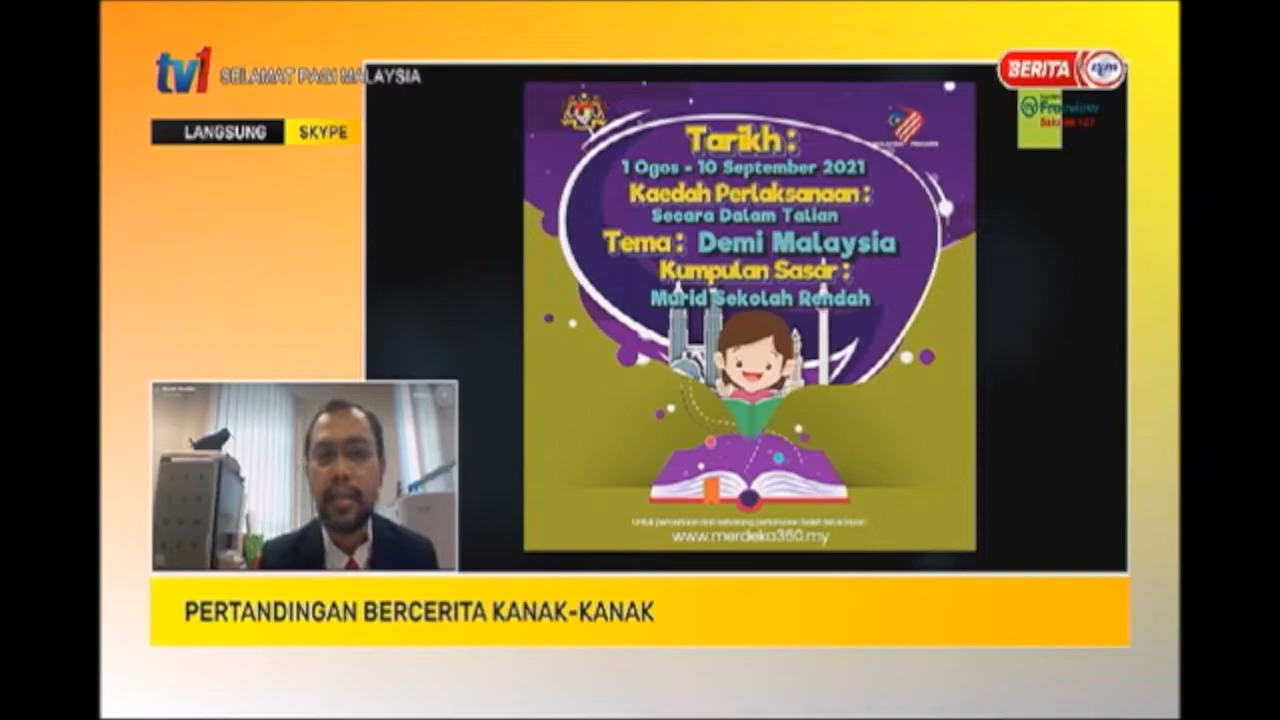 tv1 SELAMAT PAGI MALAYSIA
BERITA rtm
LANGSUNG SKYPE
Tarikh :
1 Ogos - 10 September 2021
Kaedah Perlaksanaan :
Secara Dalam Talian
Tema : Demi Malaysia
Kumpulan Sasar :
Murid Sekolah Rendah
www.merdeka360.my
PERTANDINGAN BERCERITA KANAK-KANAK